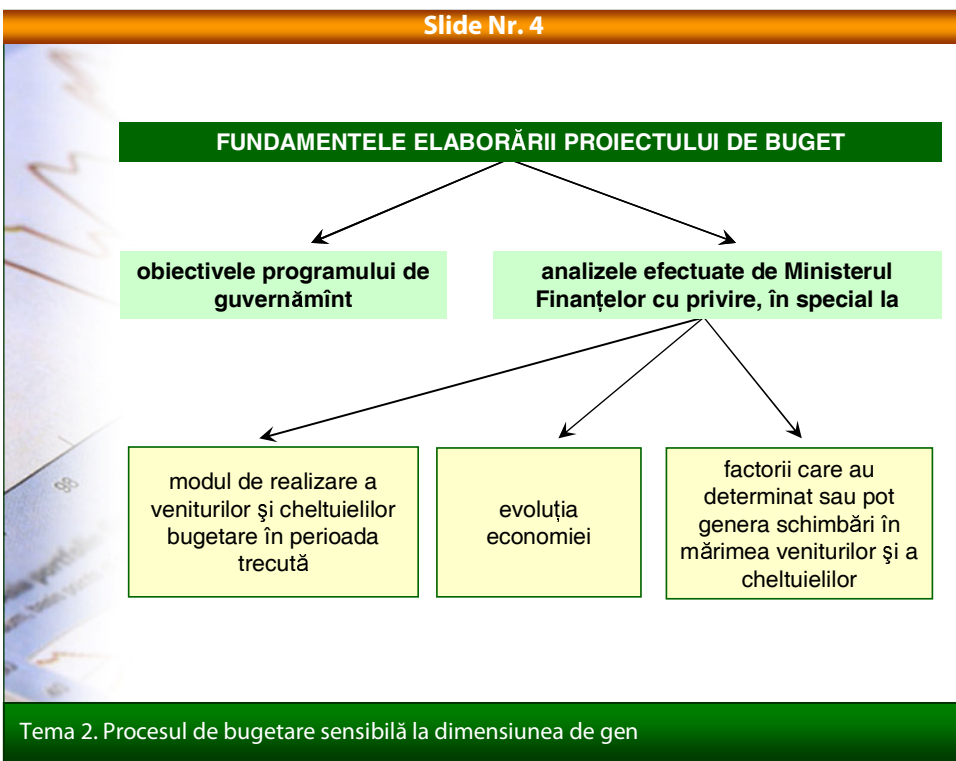 Slide Nr. 4
FUNDAMENTELE ELABORĂRII PROIECTULUI DE BUGET
obiectivele programului de
guvernămînt
analizele efectuate de Ministerul
Finanțelor cu privire, în special la
modul de realizare a
veniturilor şi cheltuielilor
bugetare în perioada
trecută
evoluția
economiei
factorii care au
determinat sau pot
genera schimbări în
mărimea veniturilor şi a
cheltuielilor
98
Tema 2. Procesul de bugetare sensibilă la dimensiunea de gen